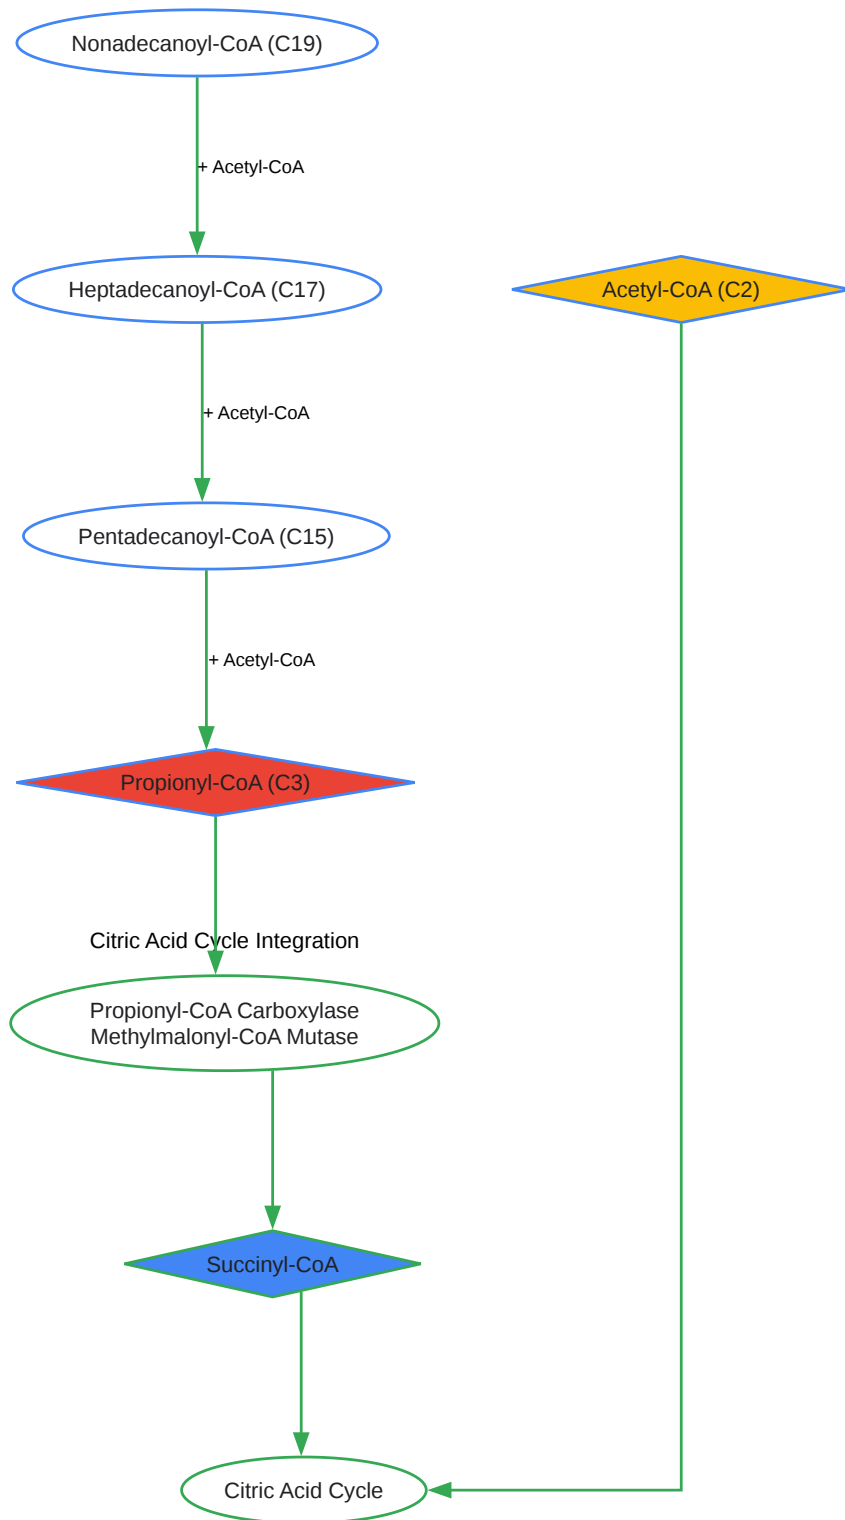 Nonadecanoyl-CoA (C19)
+ Acetyl-CoA
Heptadecanoyl-CoA (C17)
Acetyl-CoA (C2)
+ Acetyl-CoA
Pentadecanoyl-CoA (C15)
+ Acetyl-CoA
Propionyl-CoA (C3)
Citric Acid Cycle Integration
Propionyl-CoA Carboxylase
Methylmalonyl-CoA Mutase
Succinyl-CoA
Citric Acid Cycle